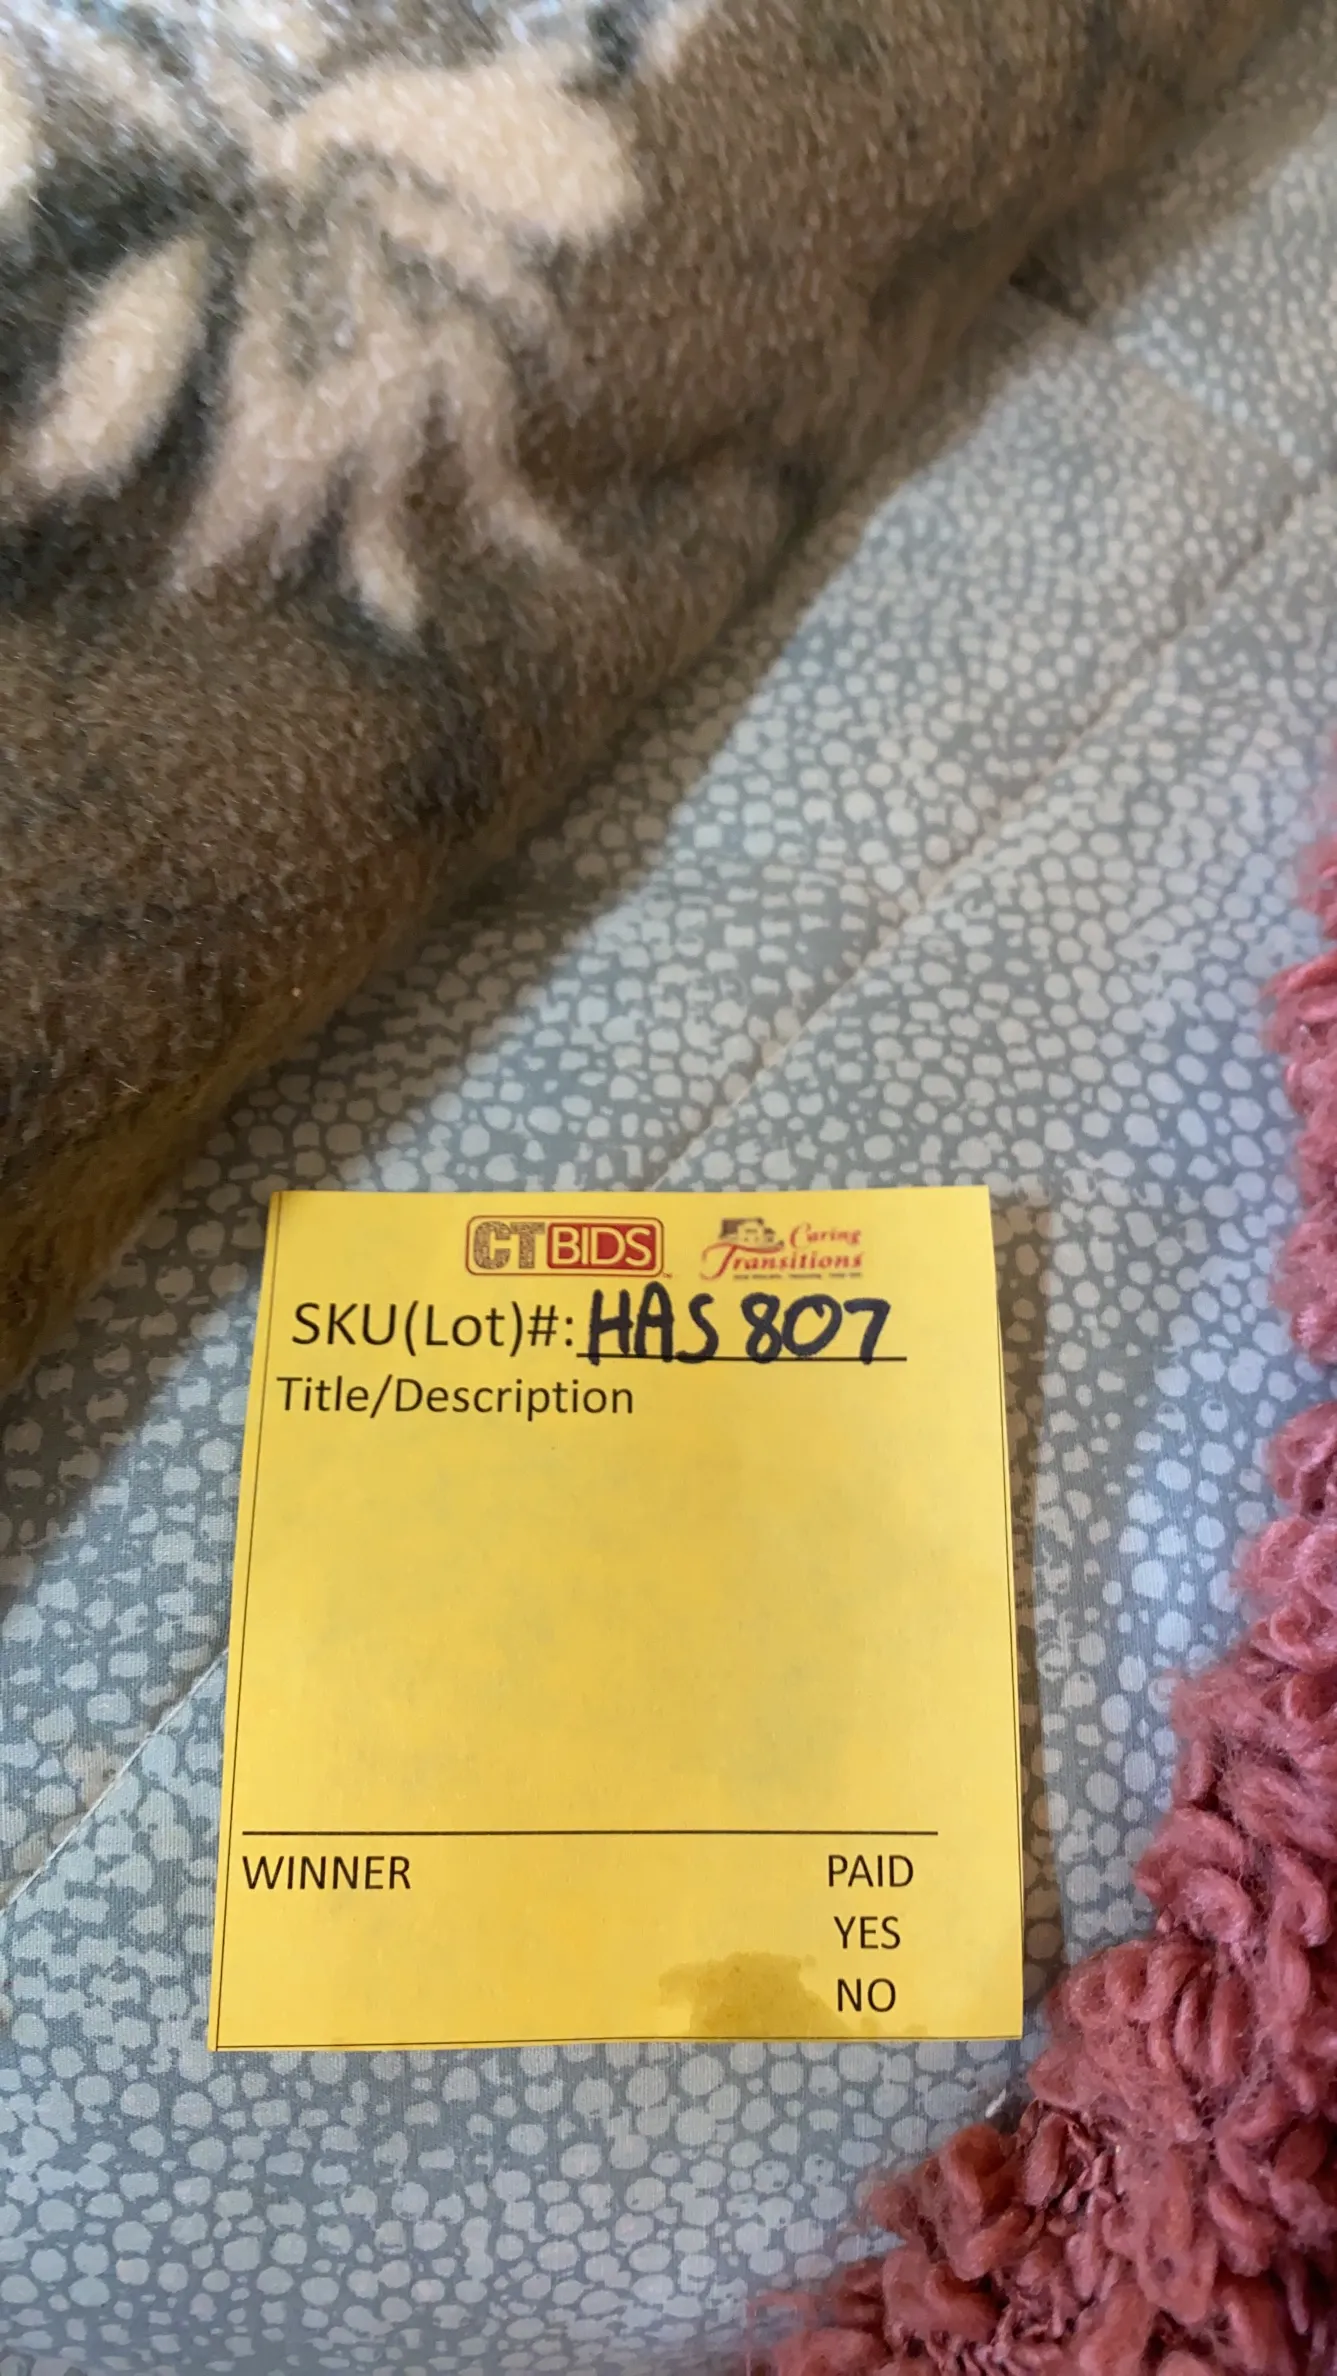 CTBIDS Caring Transitions
SKU(Lot)#: HAS 807
Title/Description
WINNER PAID
YES
NO